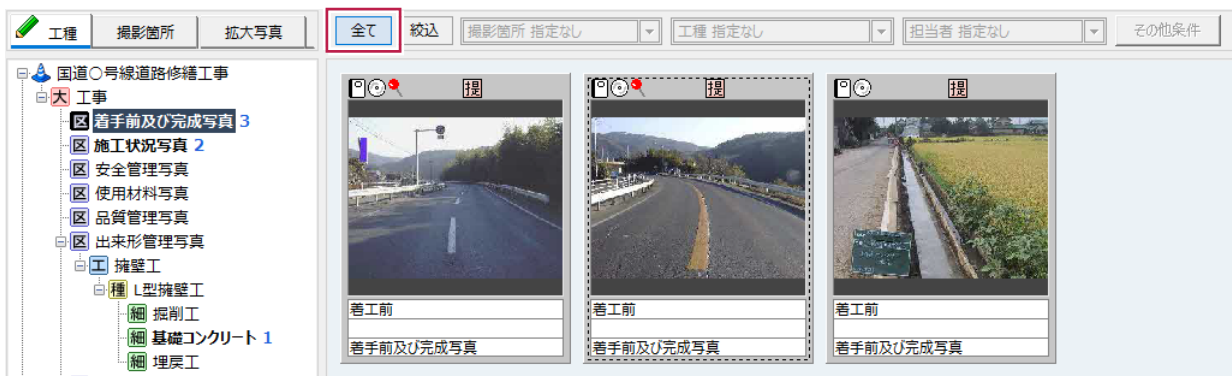 工種 撮影箇所 拡大写真
全て 絞込 撮影箇所 指定なし 工種 指定なし 担当者 指定なし その他条件
国道○号線道路修繕工事
大 工事
区 着手前及び完成写真 3
区 施工状況写真 2
区 安全管理写真
区 使用材料写真
区 品質管理写真
区 出来形管理写真
工 擁壁工
種 L型擁壁工
細 掘削工
細 基礎コンクリート 1
細 埋戻工
提
着工前
着手前及び完成写真
提
着工前
着手前及び完成写真
提
着工前
着手前及び完成写真